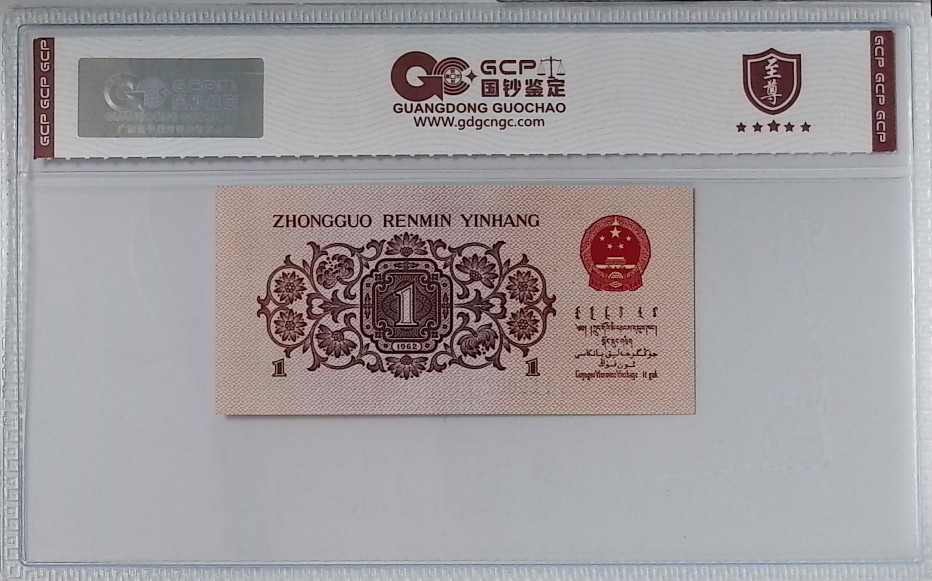 GCP GCP GCP
GCP
国钞鉴定
GUANGDONG GUOCHAO
WWW.gdgcngc.com
至尊
GCP GCP GCP
ZHONGGUO RENMIN YINHANG
1
(1962)
1
1